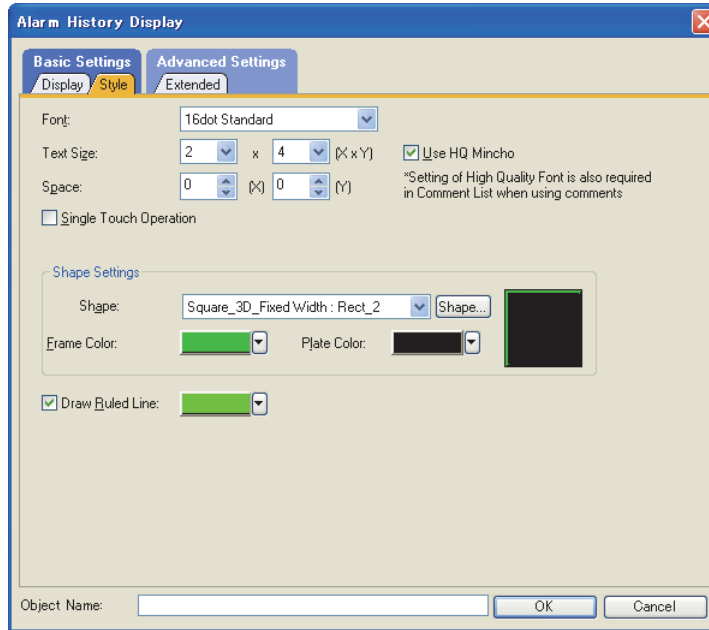 Alarm History Display
Basic Settings Advanced Settings
Display Style Extended
Font: 16dot Standard
Text Size: 2 x 4 (X x Y) Use HQ Mincho
Space: 0 (X) 0 (Y) *Setting of High Quality Font is also required
in Comment List when using comments
Single Touch Operation
Shape Settings
Shape: Square_3D_Fixed Width : Rect_2 Shape...
Frame Color: Plate Color:
Draw Ruled Line:
Object Name: OK Cancel